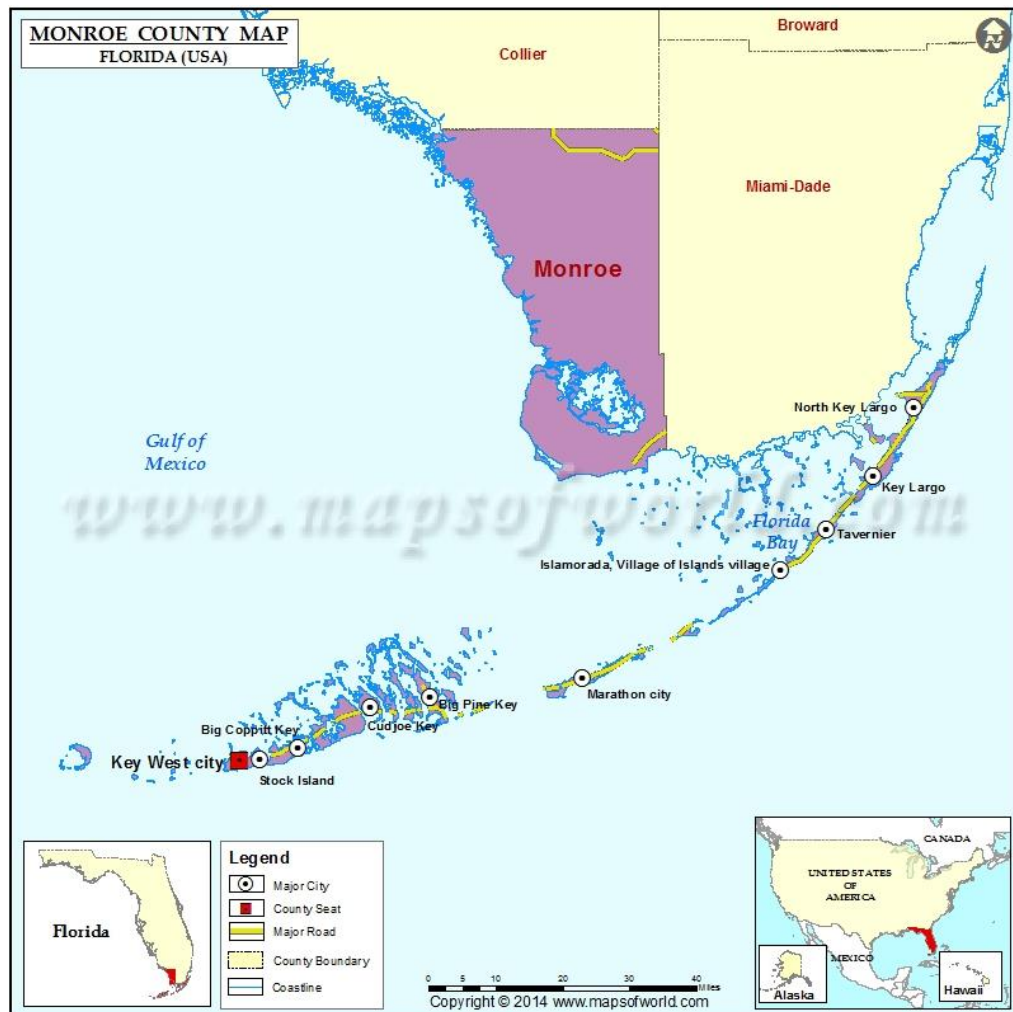 MONROE COUNTY MAP
FLORIDA (USA)
Broward
N
Collier
Miami-Dade
Monroe
North Key Largo
Gulf of
Mexico
Key Largo
www.mapsofworld.com
Florida
Bay
Tavernier
Islamorada, Village of Islands village
Marathon city
Big Pine Key
Cudjoe Key
Big Coppitt Key
Key West city
Stock Island
Florida
Legend
Major City
County Seat
Major Road
County Boundary
Coastline
0 5 10 20 30 40
Miles
Copyright © 2014 www.mapsofworld.com
CANADA
UNITED STATES
OF
AMERICA
MEXICO
Alaska
Hawaii